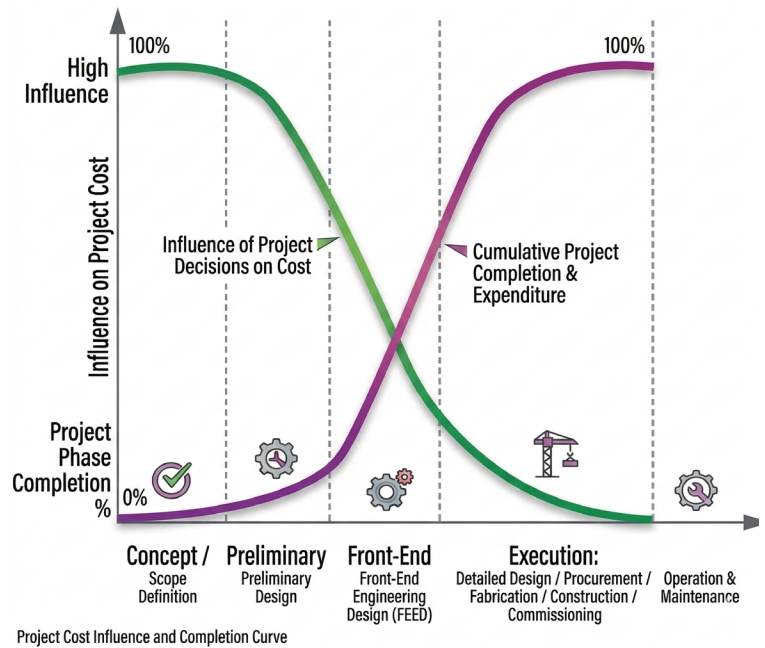 100%
100%
High
Influence
Influence on Project Cost
Influence of Project
Decisions on Cost
Cumulative Project
Completion &
Expenditure
Project
Phase
Completion
%
0%
Concept /
Scope
Definition
Preliminary
Preliminary
Design
Front-End
Front-End
Engineering
Design (FEED)
Execution:
Detailed Design / Procurement /
Fabrication / Construction /
Commissioning
Operation &
Maintenance
Project Cost Influence and Completion Curve